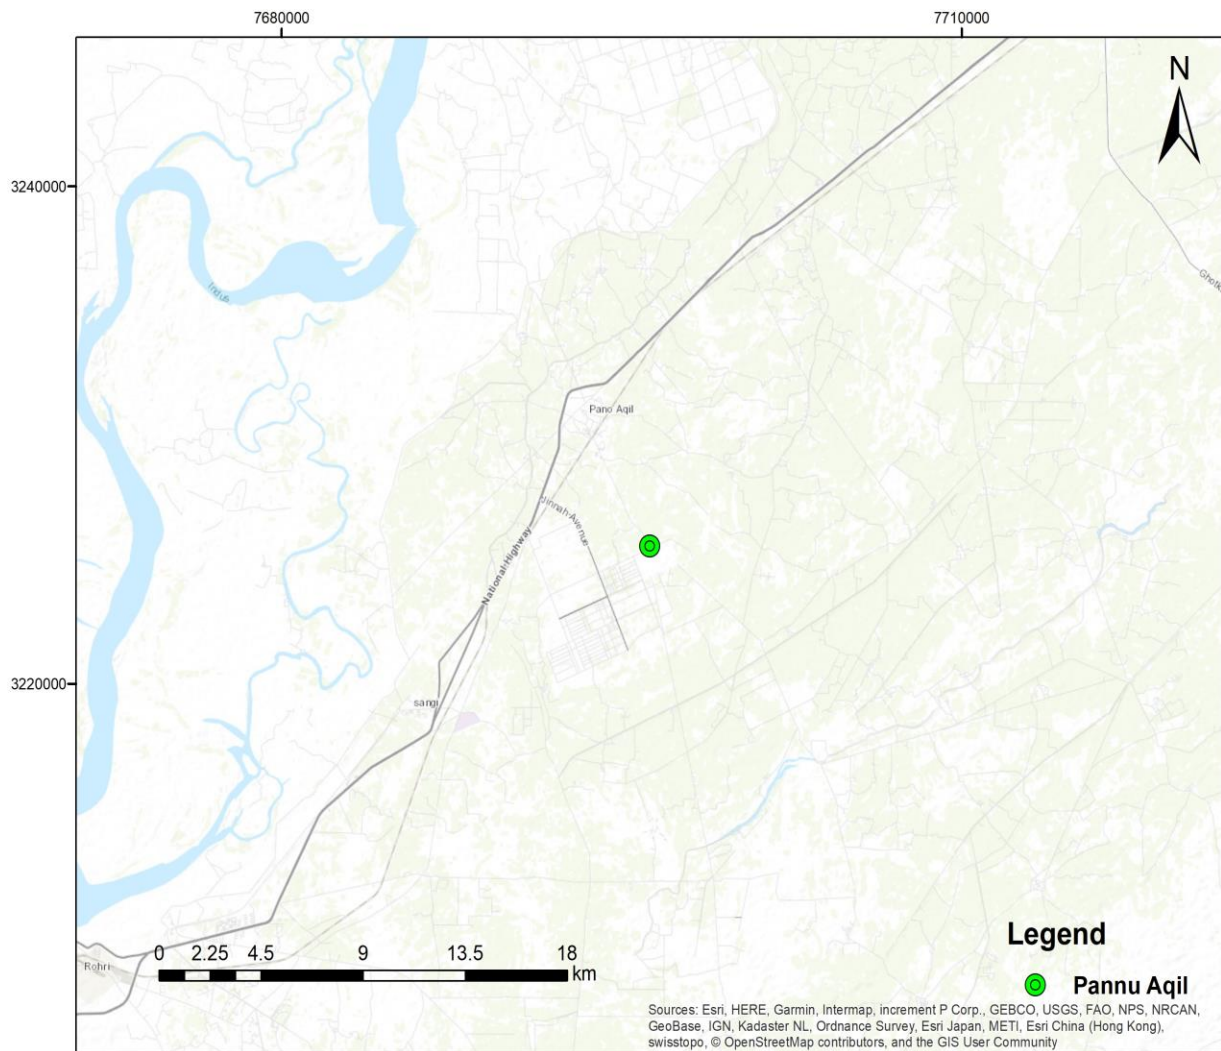 7680000 7710000
N
3240000
Indus
Pano Aqil
Jinnah-Avenue
National-Highway
3220000
sangi
Rohri
0 2.25 4.5 9 13.5 18
km
Legend
Pannu Aqil
Sources: Esri, HERE, Garmin, Intermap, increment P Corp., GEBCO, USGS, FAO, NPS, NRCAN,
GeoBase, IGN, Kadaster NL, Ordnance Survey, Esri Japan, METI, Esri China (Hong Kong),
swisstopo, © OpenStreetMap contributors, and the GIS User Community